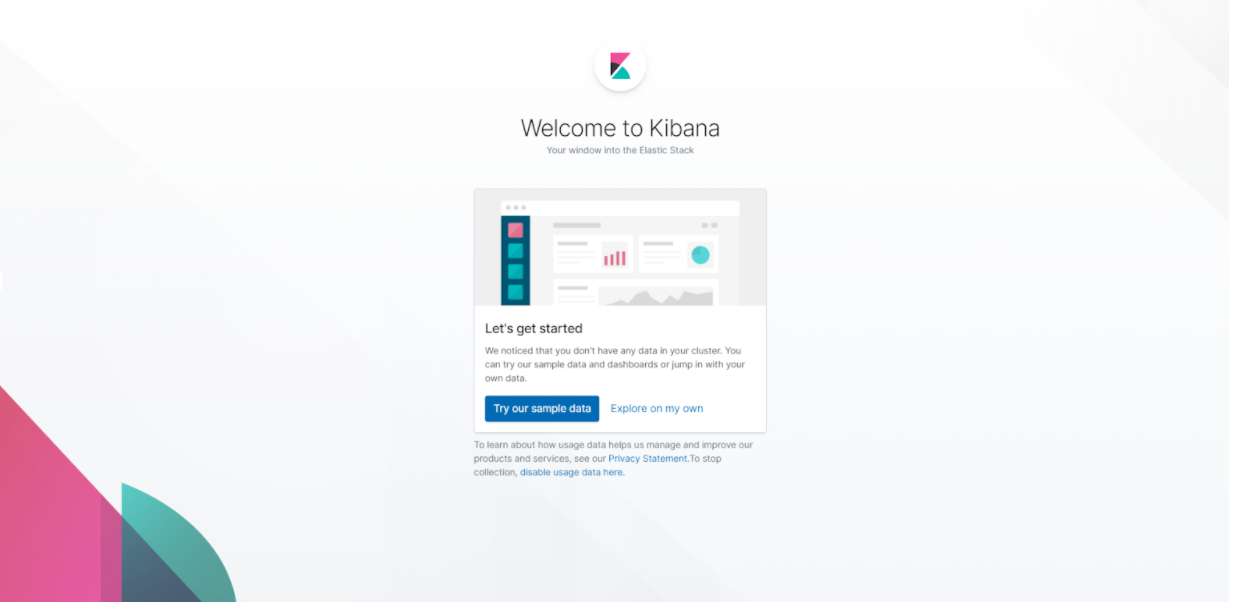 Welcome to Kibana
Your window into the Elastic Stack
Let's get started
We noticed that you don't have any data in your cluster. You
can try our sample data and dashboards or jump in with your
own data.
Try our sample data
Explore on my own
To learn about how usage data helps us manage and improve our
products and services, see our Privacy Statement.To stop
collection, disable usage data here.